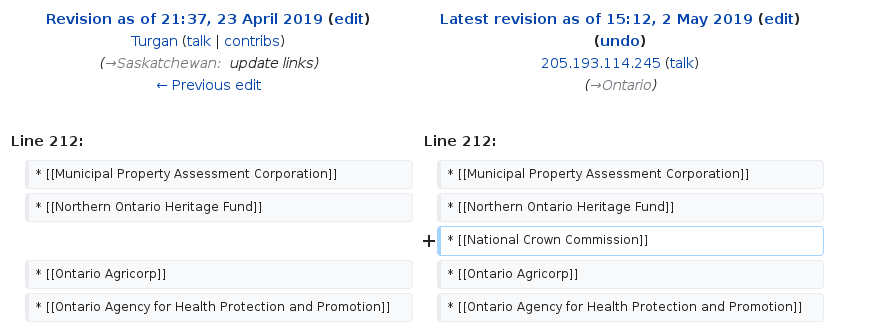 Revision as of 21:37, 23 April 2019 (edit)
Turgan (talk | contribs)
(→Saskatchewan: update links)
← Previous edit
Latest revision as of 15:12, 2 May 2019 (edit)
(undo)
205.193.114.245 (talk)
(→Ontario)
Line 212:
Line 212:
* [[Municipal Property Assessment Corporation]]
* [[Municipal Property Assessment Corporation]]
* [[Northern Ontario Heritage Fund]]
* [[Northern Ontario Heritage Fund]]
+ * [[National Crown Commission]]
* [[Ontario Agricorp]]
* [[Ontario Agricorp]]
* [[Ontario Agency for Health Protection and Promotion]]
* [[Ontario Agency for Health Protection and Promotion]]